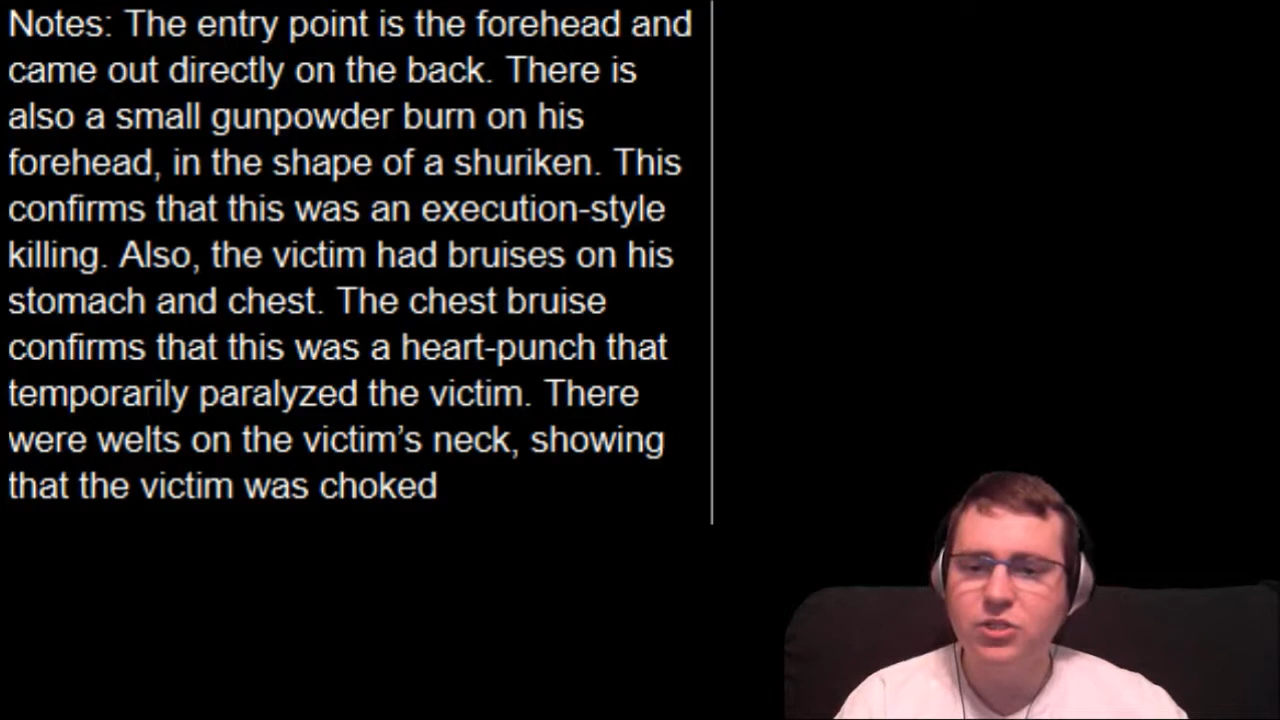 Notes: The entry point is the forehead and
came out directly on the back. There is
also a small gunpowder burn on his
forehead, in the shape of a shuriken. This
confirms that this was an execution-style
killing. Also, the victim had bruises on his
stomach and chest. The chest bruise
confirms that this was a heart-punch that
temporarily paralyzed the victim. There
were welts on the victim’s neck, showing
that the victim was choked